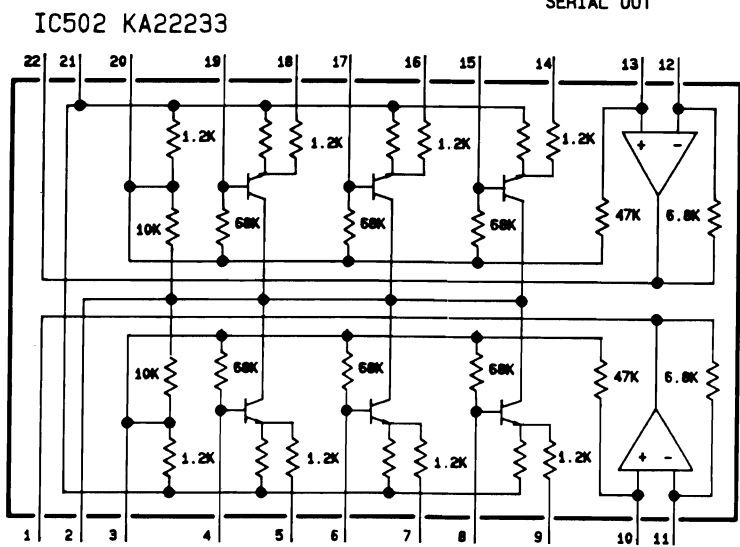 SERIAL OUT
IC502 KA22233
22 21 20 19 18 17 16 15 14 13 12
1.2K 1.2K 1.2K 1.2K + -
10K 68K 68K 68K 47K 6.8K
10K 68K 68K 68K 47K 6.8K
1.2K 1.2K 1.2K 1.2K + -
1 2 3 4 5 6 7 8 9 10 11